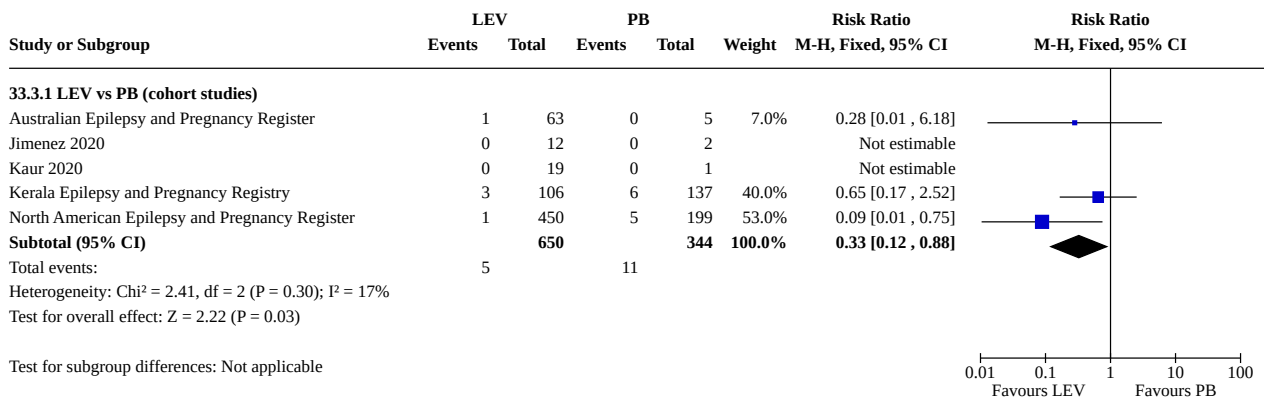 LEV PB Risk Ratio Risk Ratio
Study or Subgroup Events Total Events Total Weight M-H, Fixed, 95% CI M-H, Fixed, 95% CI
33.3.1 LEV vs PB (cohort studies)
Australian Epilepsy and Pregnancy Register 1 63 0 5 7.0% 0.28 [0.01 , 6.18]
Jimenez 2020 0 12 0 2 Not estimable
Kaur 2020 0 19 0 1 Not estimable
Kerala Epilepsy and Pregnancy Registry 3 106 6 137 40.0% 0.65 [0.17 , 2.52]
North American Epilepsy and Pregnancy Register 1 450 5 199 53.0% 0.09 [0.01 , 0.75]
Subtotal (95% CI) 650 344 100.0% 0.33 [0.12 , 0.88]
Total events: 5 11
Heterogeneity: Chi² = 2.41, df = 2 (P = 0.30); I² = 17%
Test for overall effect: Z = 2.22 (P = 0.03)
Test for subgroup differences: Not applicable
0.01 0.1 1 10 100
Favours LEV Favours PB